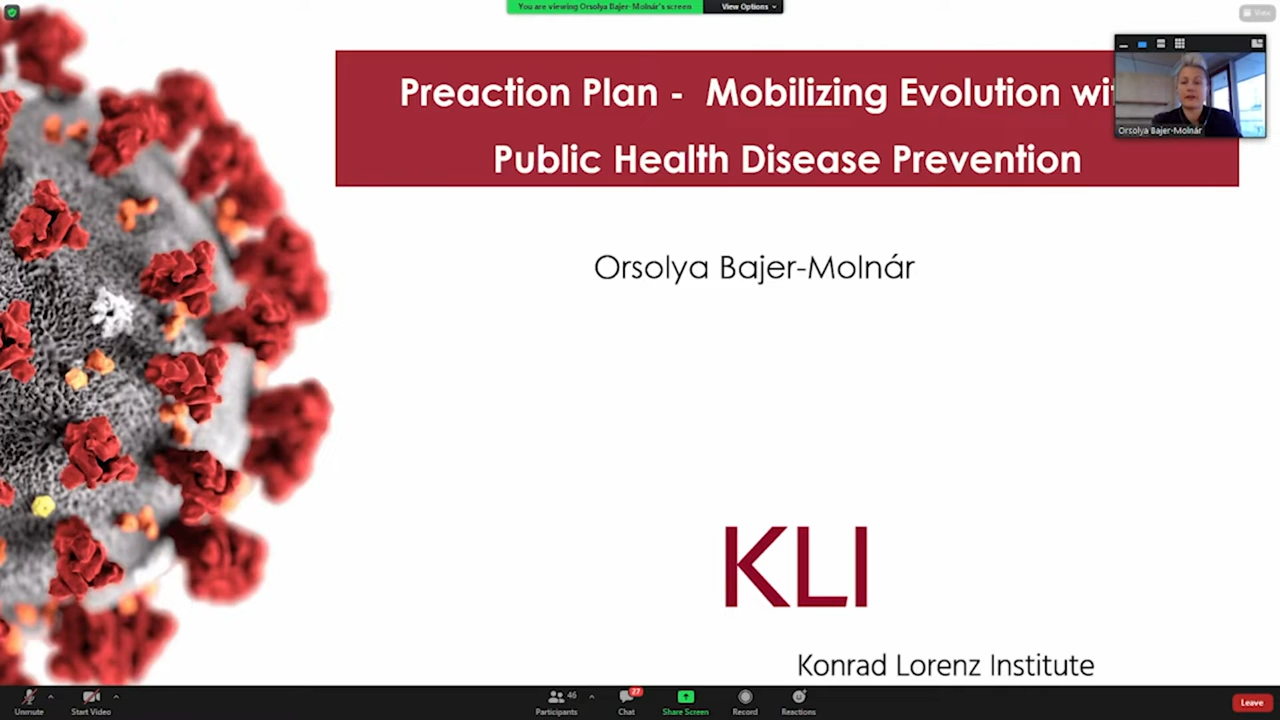 You are viewing Orsolya Bajer-Molnár's screen
View Options
View
Preaction Plan - Mobilizing Evolution
Public Health Disease Prevention
Orsolya Bajer-Molnár
Orsolya Bajer-Molnár
KLI
Konrad Lorenz Institute
Unmute
Start Video
46
Participants
27
Chat
Share Screen
Record
Reactions
Leave